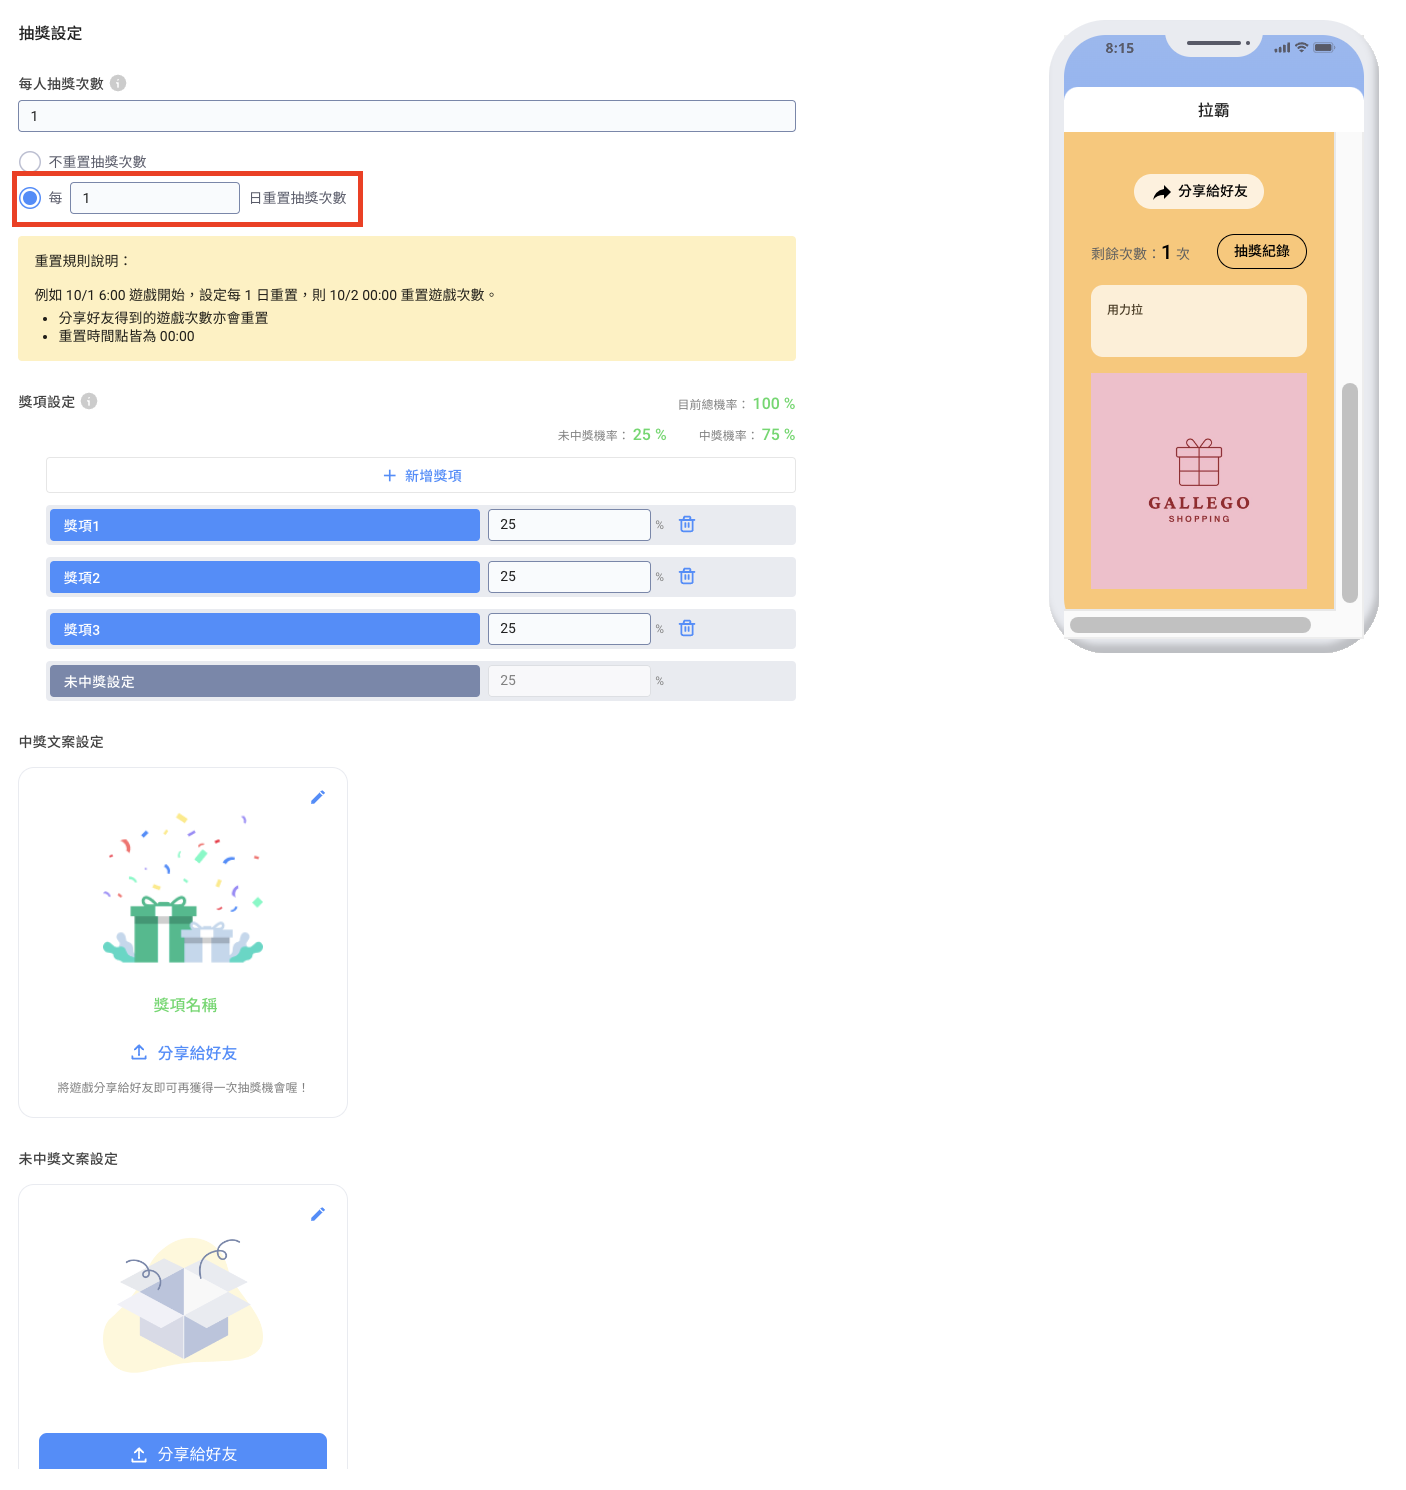 抽獎設定
每人抽獎次數
1
不重置抽獎次數
每 1 日重置抽獎次數
重置規則說明：
例如 10/1 6:00 遊戲開始，設定每 1 日重置，則 10/2 00:00 重置遊戲次數。
• 分享好友得到的遊戲次數亦會重置
• 重置時間點皆為 00:00
獎項設定
目前總機率： 100 %
未中獎機率： 25 % 中獎機率： 75 %
+ 新增獎項
獎項1 25 %
獎項2 25 %
獎項3 25 %
未中獎設定 25 %
中獎文案設定
獎項名稱
分享給好友
將遊戲分享給好友即可再獲得一次抽獎機會喔！
未中獎文案設定
分享給好友
8:15
拉霸
分享給好友
剩餘次數：1 次 抽獎紀錄
用力拉
GALLEGO
SHOPPING